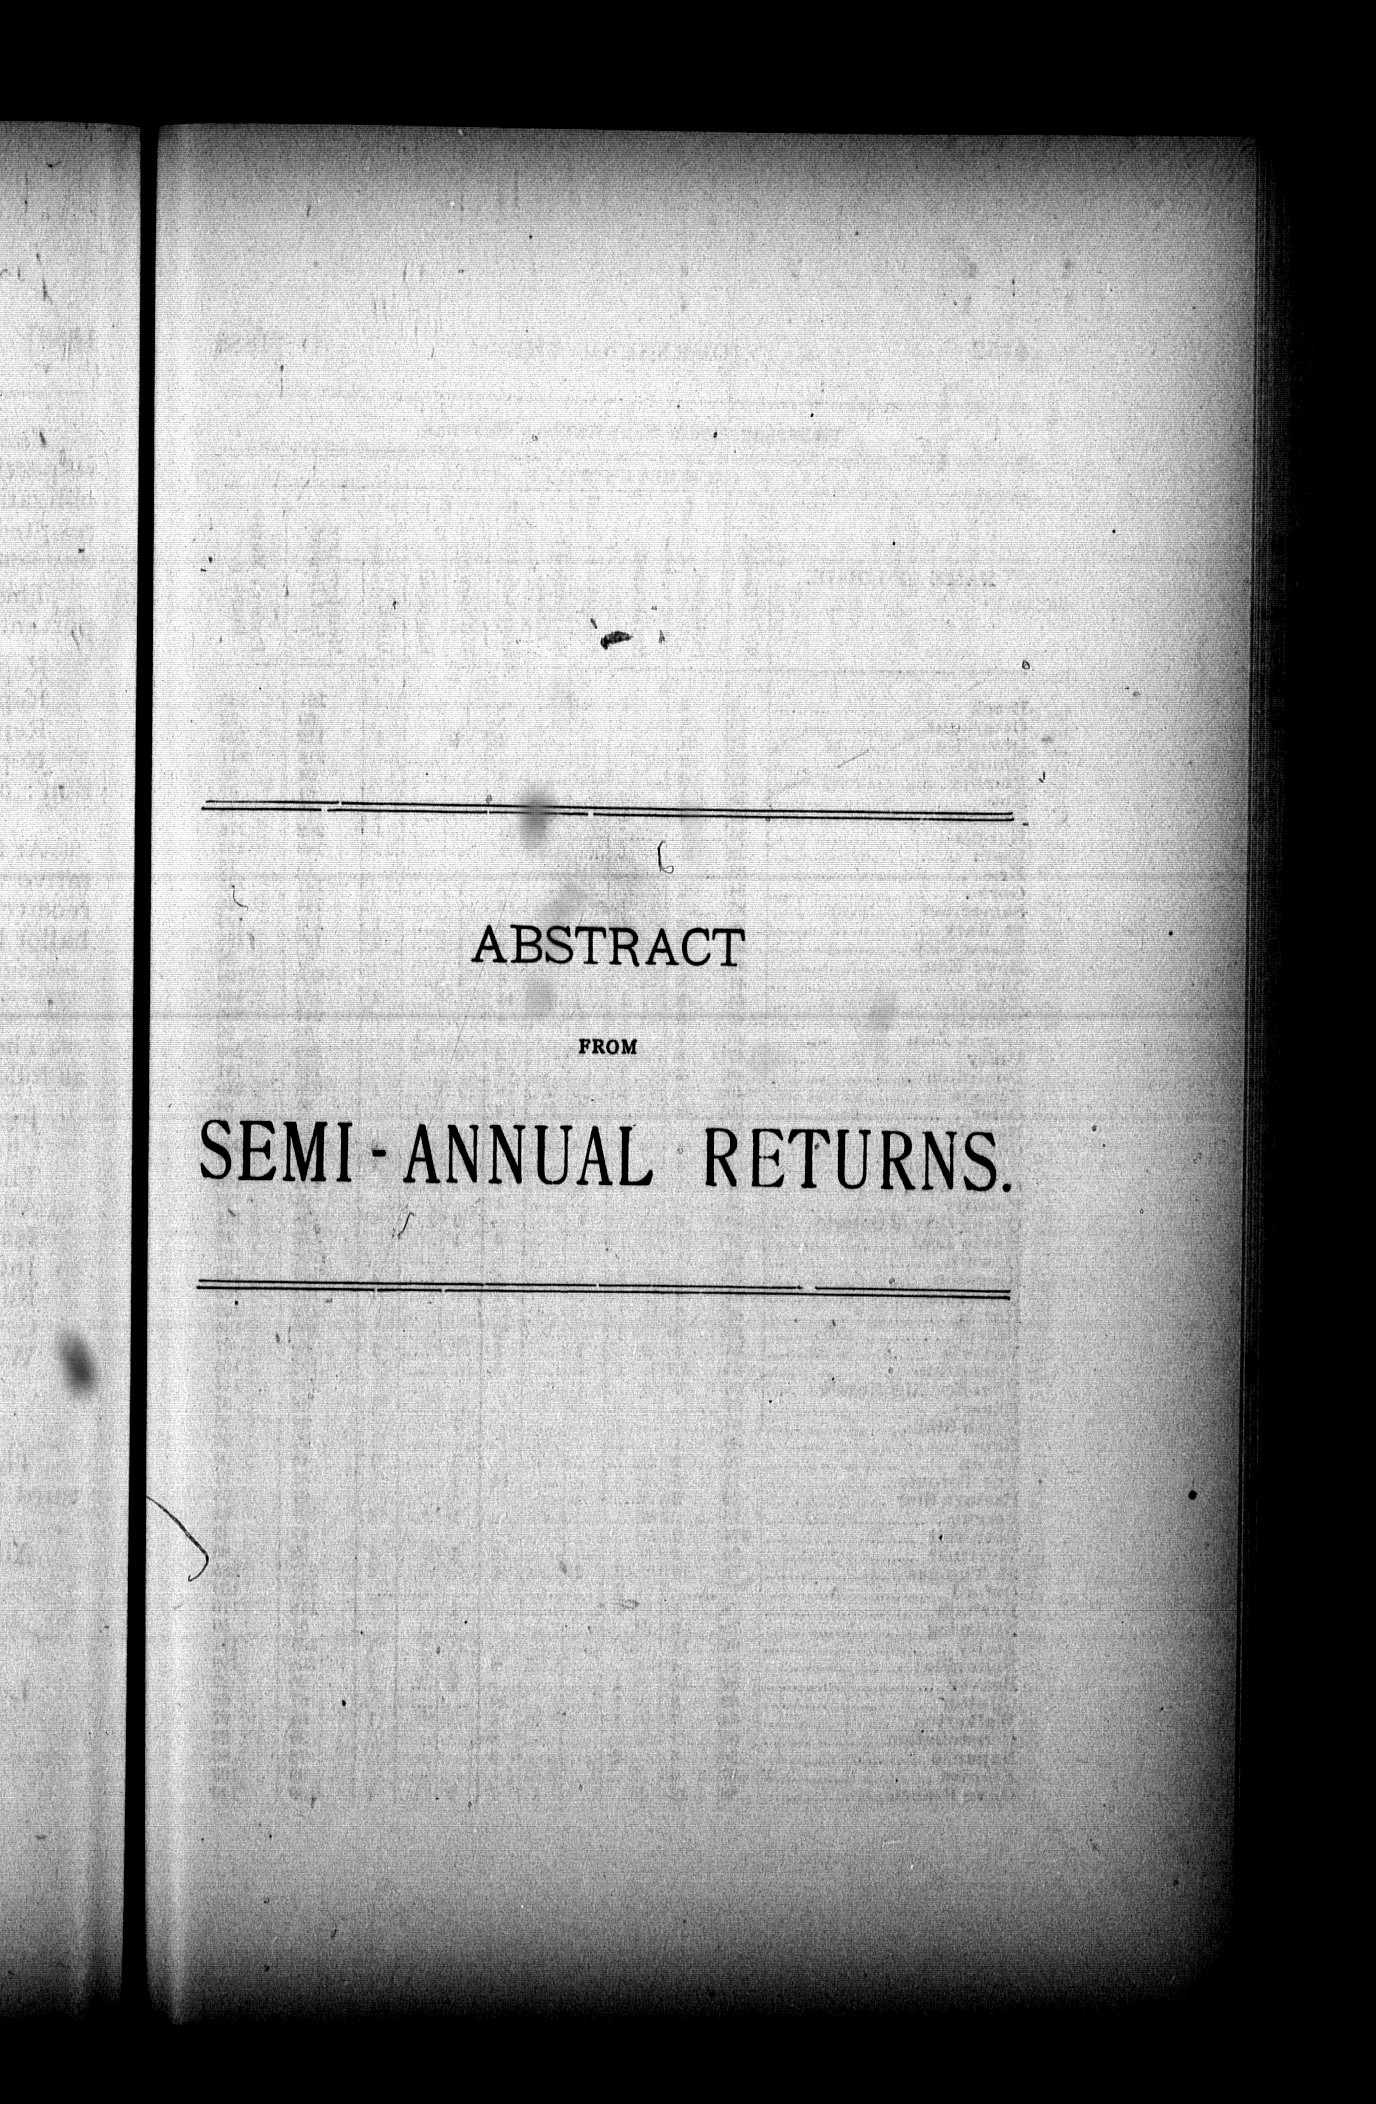 ABSTRACT
FROM
SEMI-ANNUAL RETURNS.